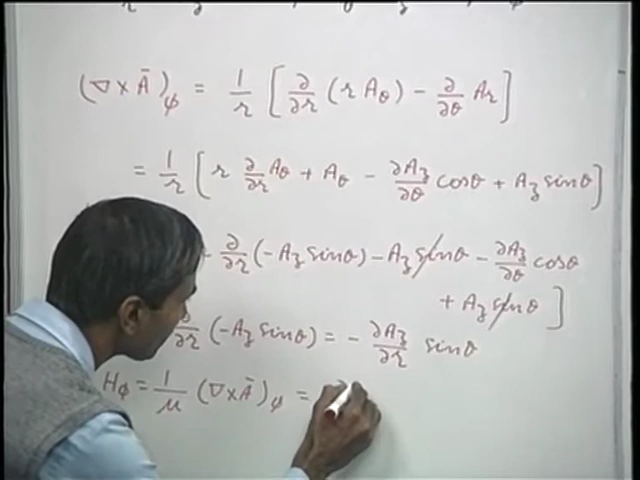 (∇ × Ā)_φ = 1/r [ ∂/∂r (r A_θ) − ∂/∂θ A_r ]
= 1/r [ r ∂/∂r A_θ + A_θ − ∂A_z/∂θ cosθ + A_z sinθ ]
∂/∂r (−A_z sinθ) − A_z sinθ − ∂A_z/∂θ cosθ
+ A_z sinθ ]
∂/∂r (−A_z sinθ) = − ∂A_z/∂r sinθ
H_φ = 1/μ (∇ × Ā)_φ =